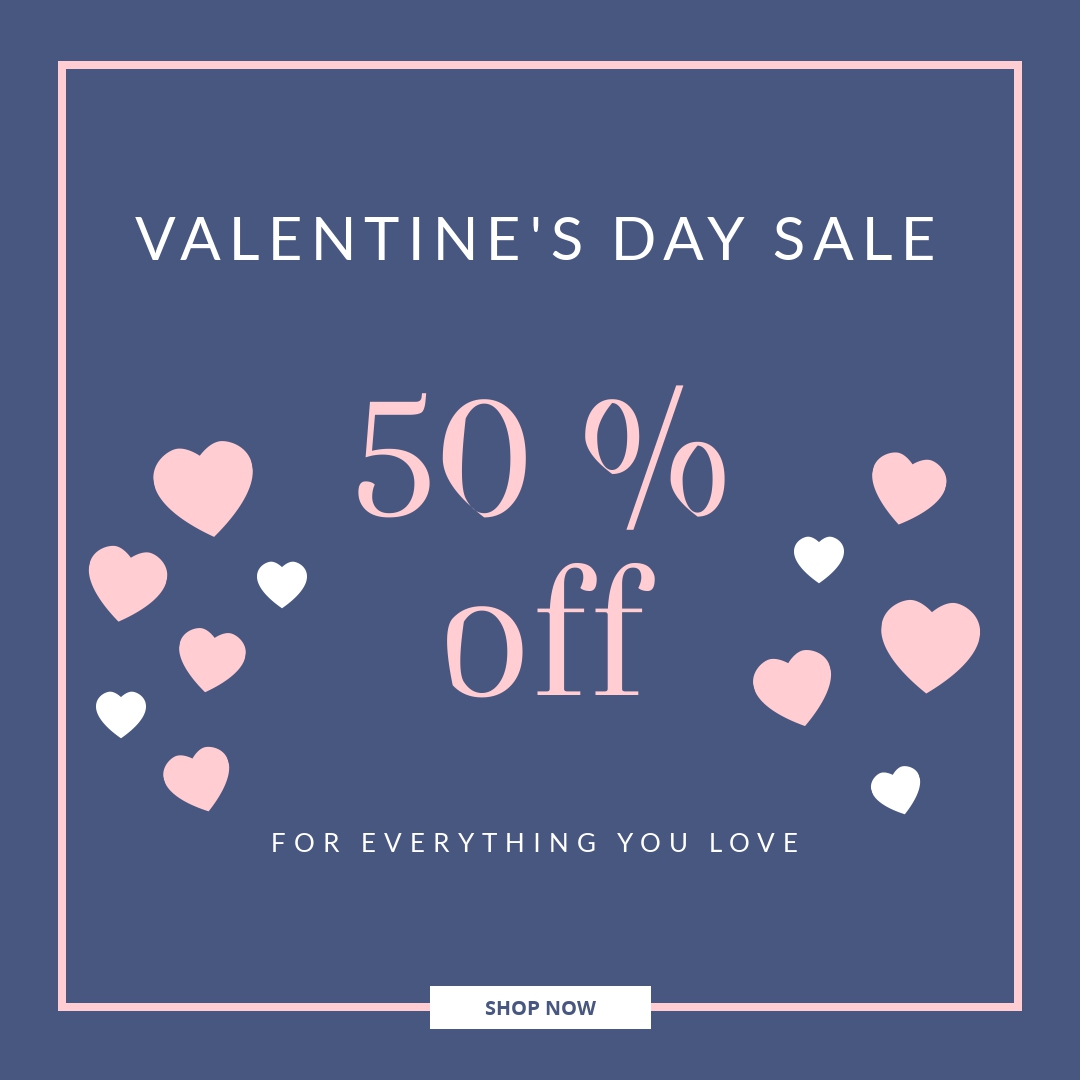 VALENTINE'S DAY SALE
50 %
off
FOR EVERYTHING YOU LOVE
SHOP NOW